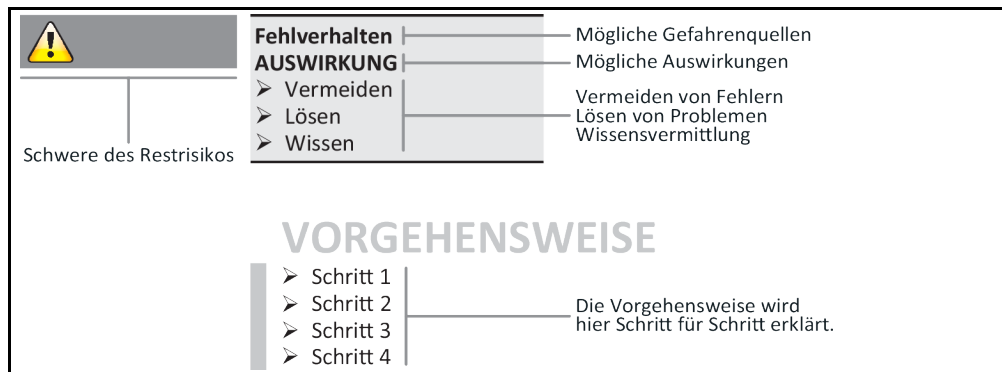 Fehlverhalten
AUSWIRKUNG
➢ Vermeiden
➢ Lösen
➢ Wissen
Mögliche Gefahrenquellen
Mögliche Auswirkungen
Vermeiden von Fehlern
Lösen von Problemen
Wissensvermittlung
Schwere des Restrisikos
VORGEHENSWEISE
➢ Schritt 1
➢ Schritt 2
➢ Schritt 3
➢ Schritt 4
Die Vorgehensweise wird
hier Schritt für Schritt erklärt.